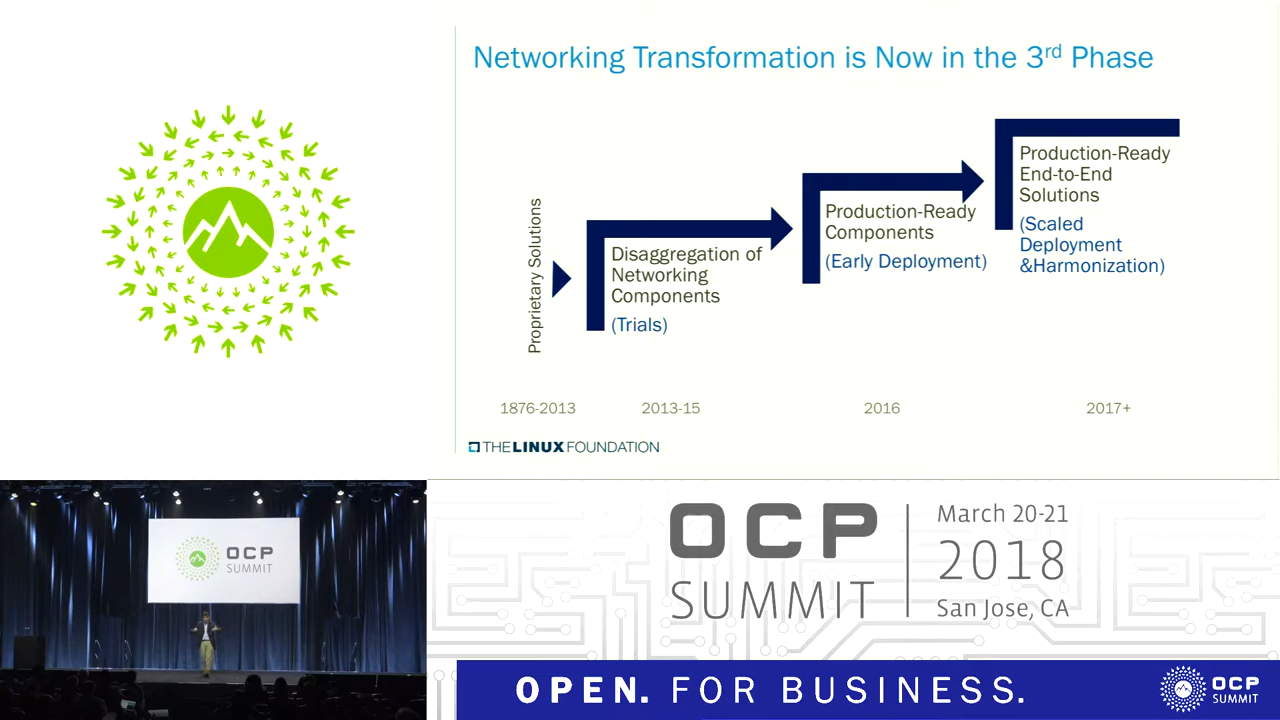 Networking Transformation is Now in the 3rd Phase
Proprietary Solutions
Disaggregation of
Networking
Components
(Trials)
Production-Ready
Components
(Early Deployment)
Production-Ready
End-to-End
Solutions
(Scaled
Deployment
&Harmonization)
1876-2013
2013-15
2016
2017+
THE LINUX FOUNDATION
OCP
SUMMIT
OCP
SUMMIT
March 20-21
2018
San Jose, CA
OPEN. FOR BUSINESS.
OCP
SUMMIT